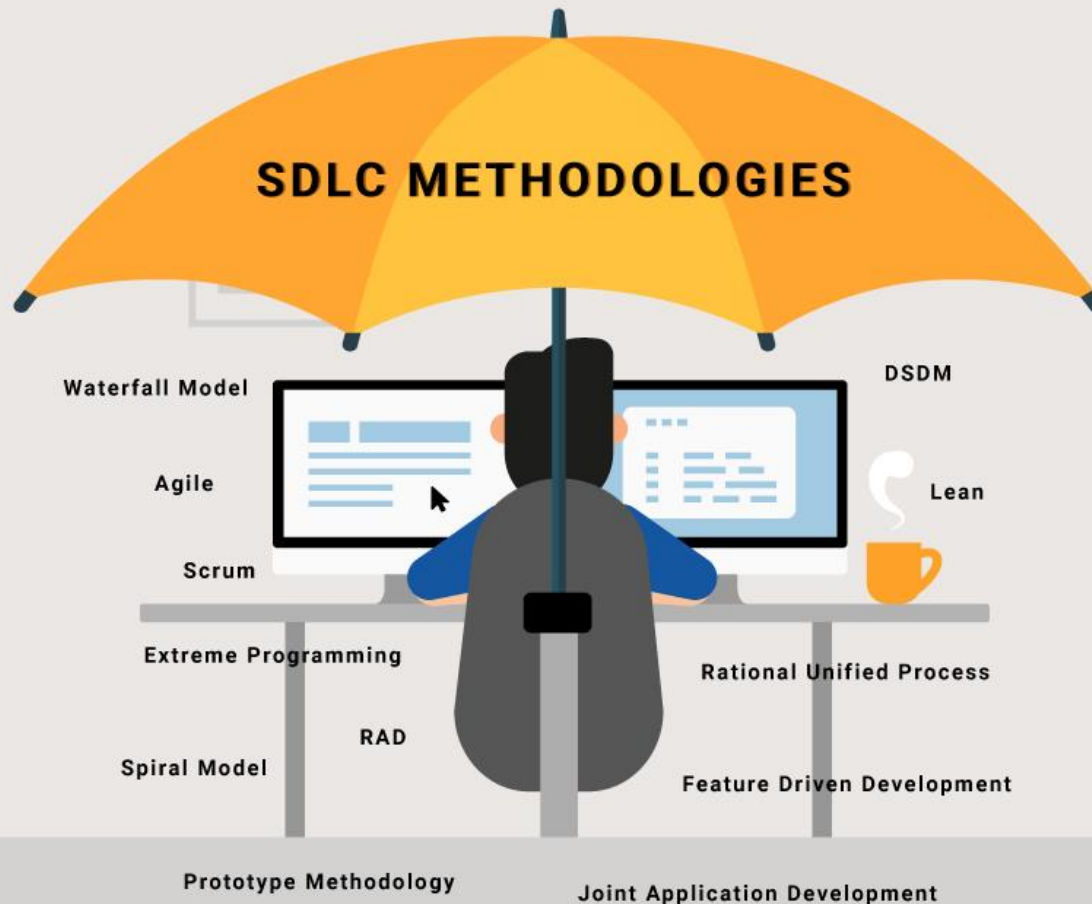 SDLC METHODOLOGIES
Waterfall Model
DSDM
Agile
Lean
Scrum
Extreme Programming
Rational Unified Process
RAD
Spiral Model
Feature Driven Development
Prototype Methodology
Joint Application Development